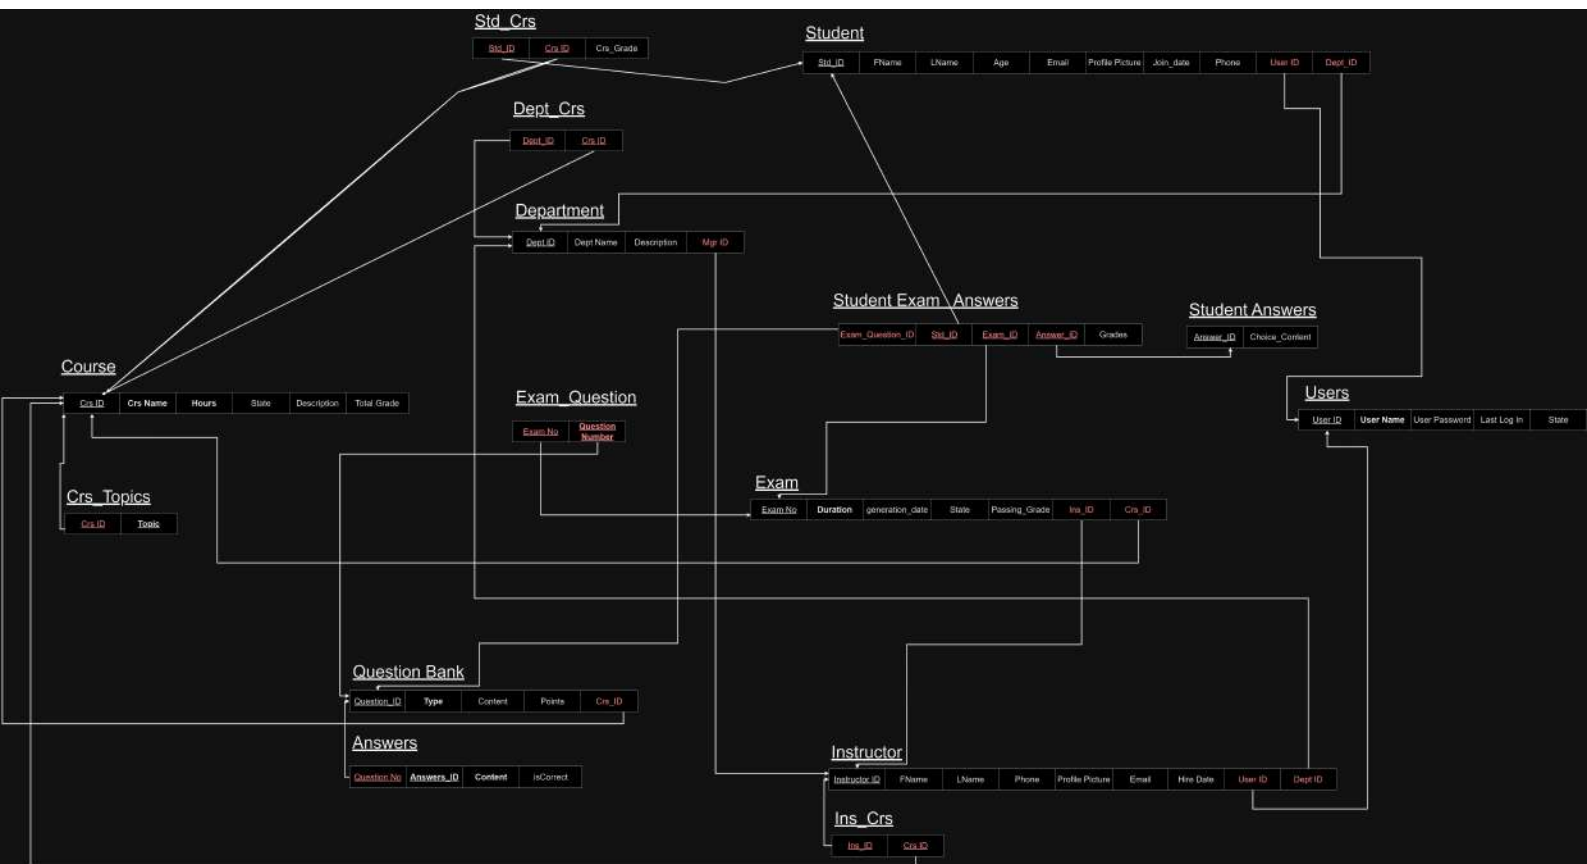 Std_Crs
Std_ID Crs ID Crs_Grade
Student
Std_ID FName LName Age Email Profile Picture Join_date Phone User ID Dept_ID
Dept_Crs
Dept_ID Crs ID
Department
Dept ID Dept Name Description Mgr ID
Student Exam_ Answers
Exam_Question_ID Std_ID Exam_ID Answer_ID Grades
Student Answers
Answer_ID Choice_Content
Course
Crs ID Crs Name Hours State Description Total Grade
Exam_Question
Exam No Question Number
Users
User ID User Name User Password Last Log In State
Crs_Topics
Crs ID Topic
Exam
Exam No Duration generation_date State Passing_Grade Ins_ID Crs_ID
Question Bank
Question_ID Type Content Points Crs_ID
Answers
Question No Answers_ID Content IsCorrect
Instructor
Instructor ID FName LName Phone Profile Picture Email Hire Date User ID Dept ID
Ins_Crs
Ins_ID Crs ID